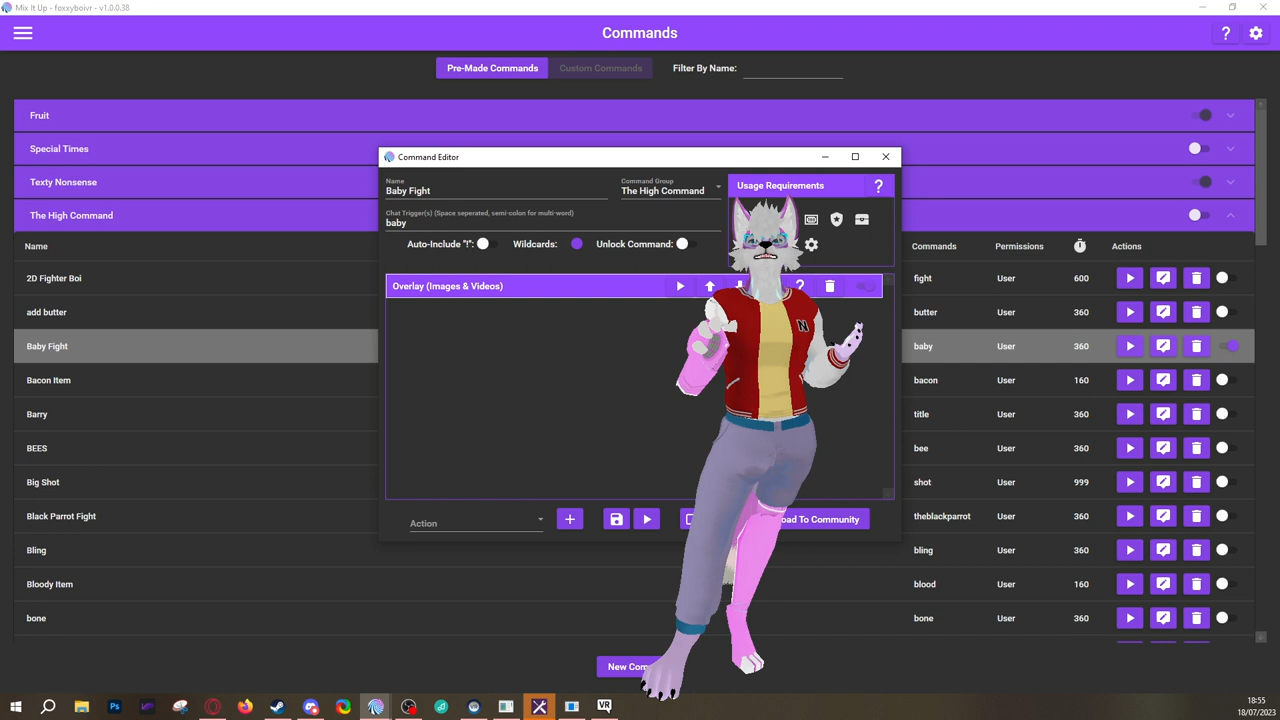 Mix It Up - foxxyboivr - v1.0.0.38
Commands
?
Pre-Made Commands
Custom Commands
Filter By Name:
Fruit
Special Times
Texty Nonsense
The High Command
Command Editor
Name
Baby Fight
Command Group
The High Command
Usage Requirements
?
Chat Trigger(s) (Space seperated, semi-colon for multi-word)
baby
Auto-Include "!":
Wildcards:
Unlock Command:
Overlay (Images & Videos)
?
Action
To Community
Name
Commands
Permissions
Actions
2D Fighter Boi
fight
User
600
add butter
butter
User
360
Baby Fight
baby
User
360
Bacon Item
bacon
User
160
Barry
title
User
360
BEES
bee
User
360
Big Shot
shot
User
999
Black Parrot Fight
theblackparrot
User
360
Bling
bling
User
360
Bloody Item
blood
User
160
bone
bone
User
360
New
N
Ps
VR
18:55
18/07/2023